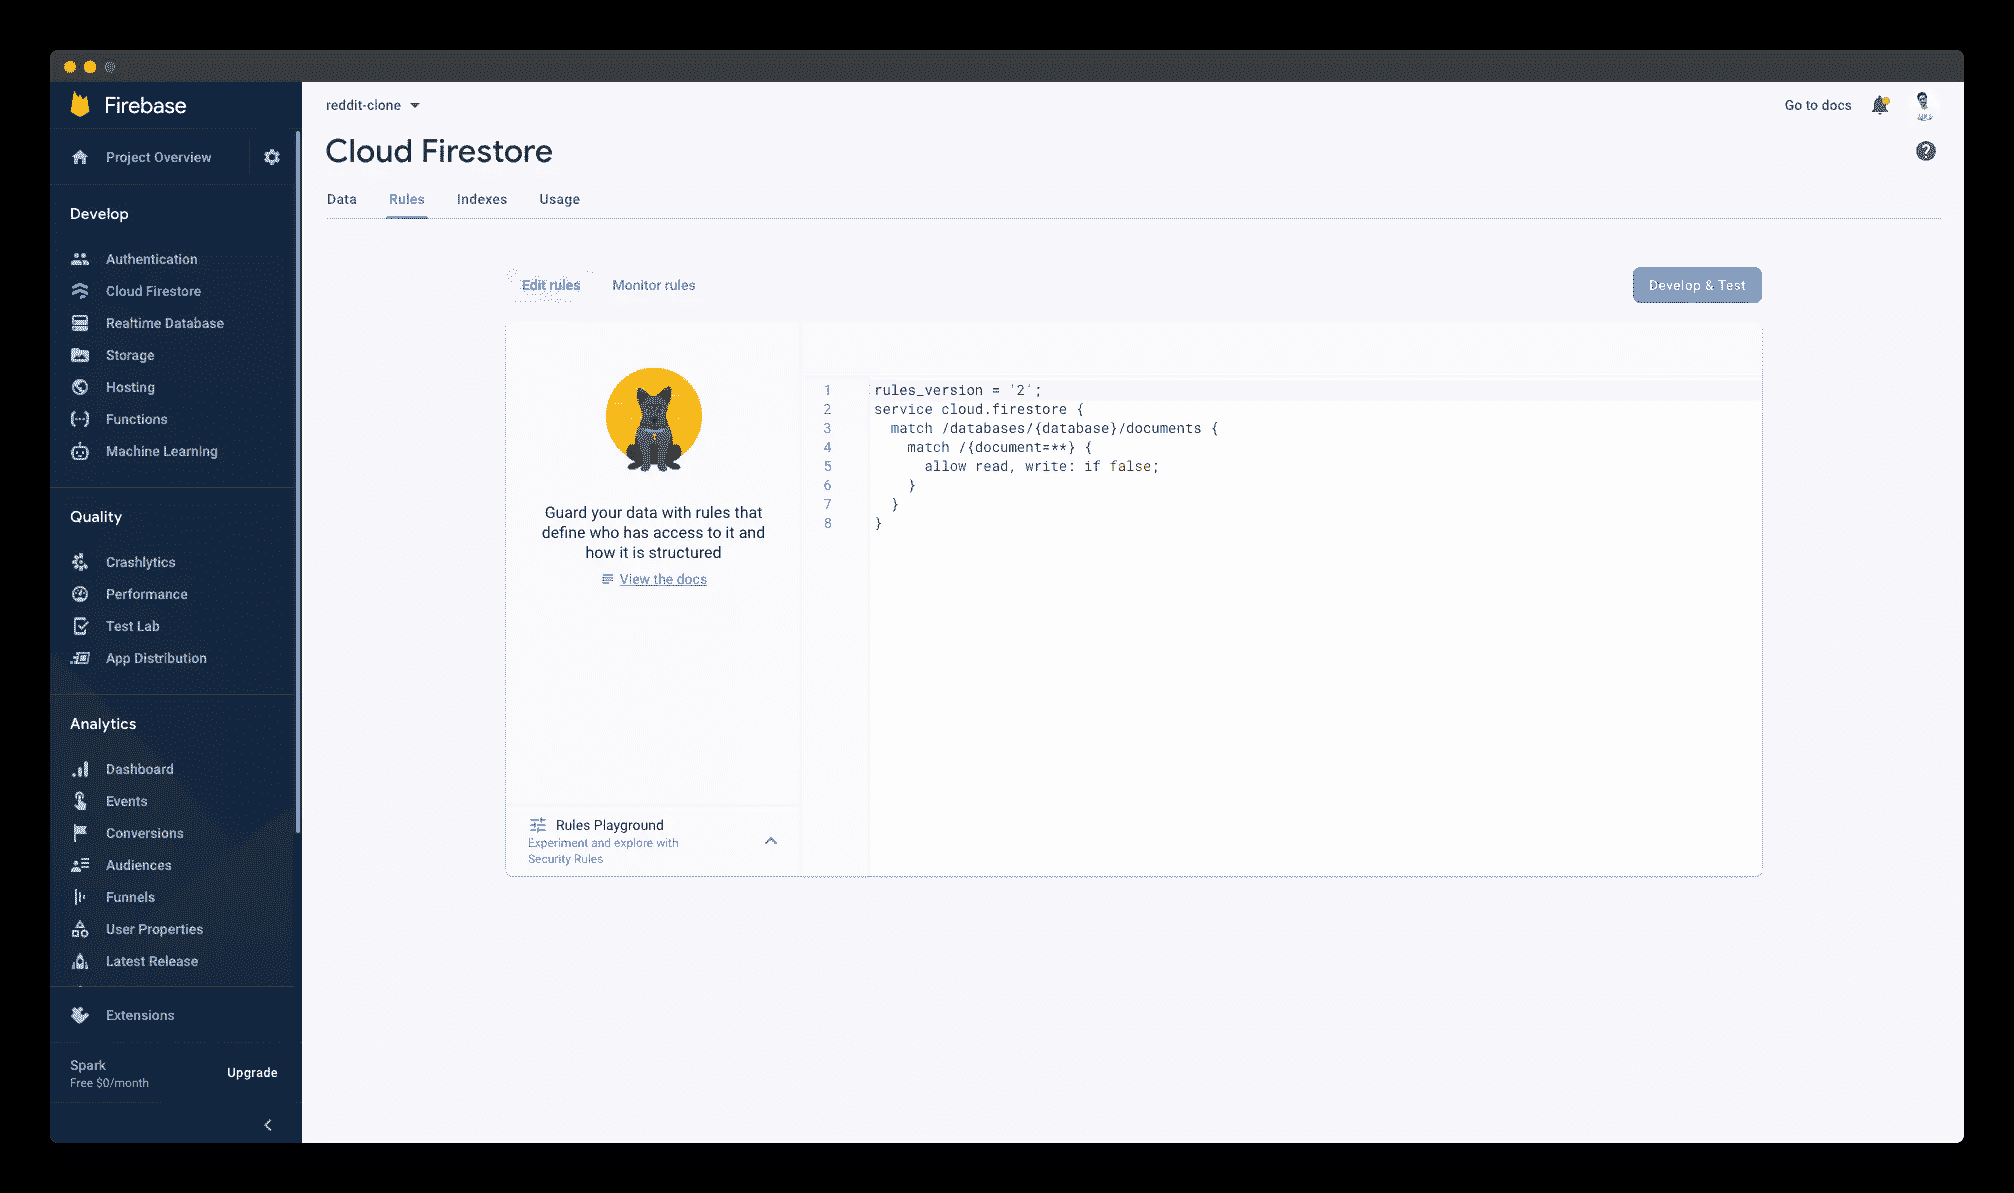 Firebase
Project Overview
Develop
Authentication
Cloud Firestore
Realtime Database
Storage
Hosting
Functions
Machine Learning
Quality
Crashlytics
Performance
Test Lab
App Distribution
Analytics
Dashboard
Events
Conversions
Audiences
Funnels
User Properties
Latest Release
Extensions
Spark
Free $0/month
Upgrade
reddit-clone
Go to docs
Cloud Firestore
Data Rules Indexes Usage
Edit rules Monitor rules
Develop & Test
Guard your data with rules that
define who has access to it and
how it is structured
View the docs
Rules Playground
Experiment and explore with
Security Rules
1 rules_version = '2';
2 service cloud.firestore {
3 match /databases/{database}/documents {
4 match /{document=**} {
5 allow read, write: if false;
6 }
7 }
8 }